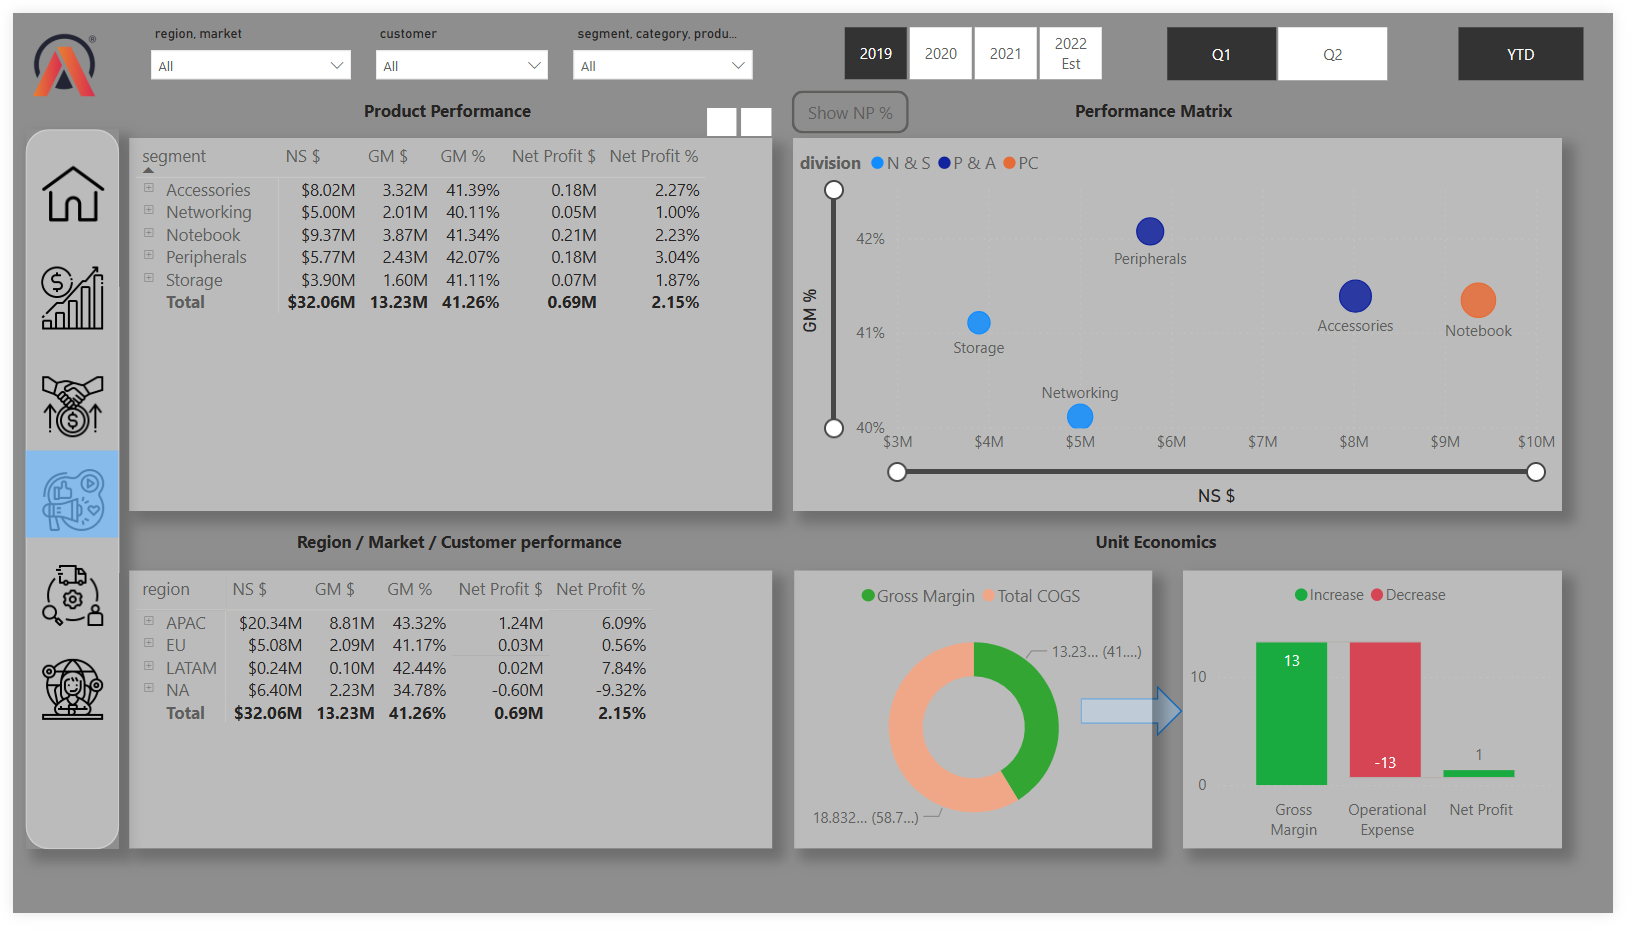 region, market
customer
segment, category, produ...
All
All
All
2019
2020
2021
2022
Est
Q1
Q2
YTD
Product Performance
Show NP %
Performance Matrix
segment NS $ GM $ GM % Net Profit $ Net Profit %
Accessories $8.02M 3.32M 41.39% 0.18M 2.27%
Networking $5.00M 2.01M 40.11% 0.05M 1.00%
Notebook $9.37M 3.87M 41.34% 0.21M 2.23%
Peripherals $5.77M 2.43M 42.07% 0.18M 3.04%
Storage $3.90M 1.60M 41.11% 0.07M 1.87%
Total $32.06M 13.23M 41.26% 0.69M 2.15%
division N & S P & A PC
42%
Peripherals
GM %
Accessories
Notebook
41%
Storage
Networking
40%
$3M $4M $5M $6M $7M $8M $9M $10M
NS $
Region / Market / Customer performance
region NS $ GM $ GM % Net Profit $ Net Profit %
APAC $20.34M 8.81M 43.32% 1.24M 6.09%
EU $5.08M 2.09M 41.17% 0.03M 0.56%
LATAM $0.24M 0.10M 42.44% 0.02M 7.84%
NA $6.40M 2.23M 34.78% -0.60M -9.32%
Total $32.06M 13.23M 41.26% 0.69M 2.15%
Unit Economics
Gross Margin Total COGS
13.23... (41....)
18.832... (58.7...)
Increase Decrease
10
0
13
-13
1
Gross
Margin
Operational
Expense
Net Profit